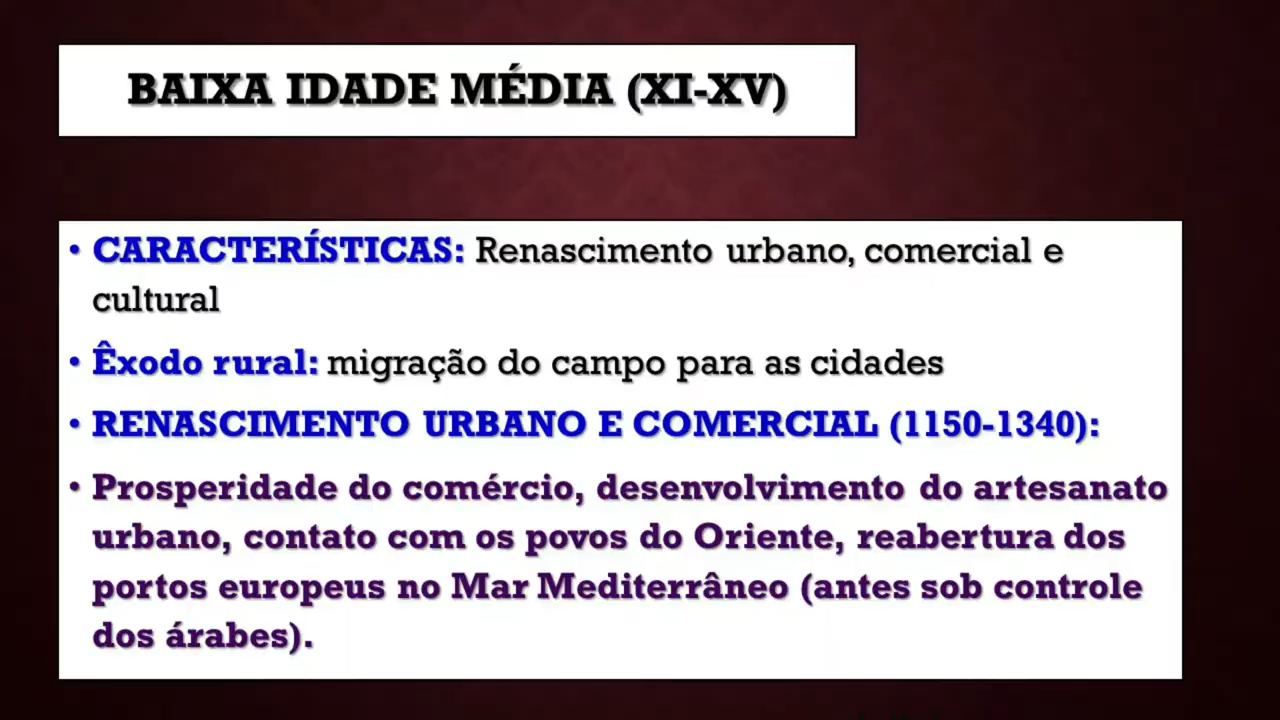 BAIXA IDADE MÉDIA (XI-XV)
• CARACTERÍSTICAS: Renascimento urbano, comercial e
cultural
• Êxodo rural: migração do campo para as cidades
• RENASCIMENTO URBANO E COMERCIAL (1150-1340):
• Prosperidade do comércio, desenvolvimento do artesanato
urbano, contato com os povos do Oriente, reabertura dos
portos europeus no Mar Mediterrâneo (antes sob controle
dos árabes).